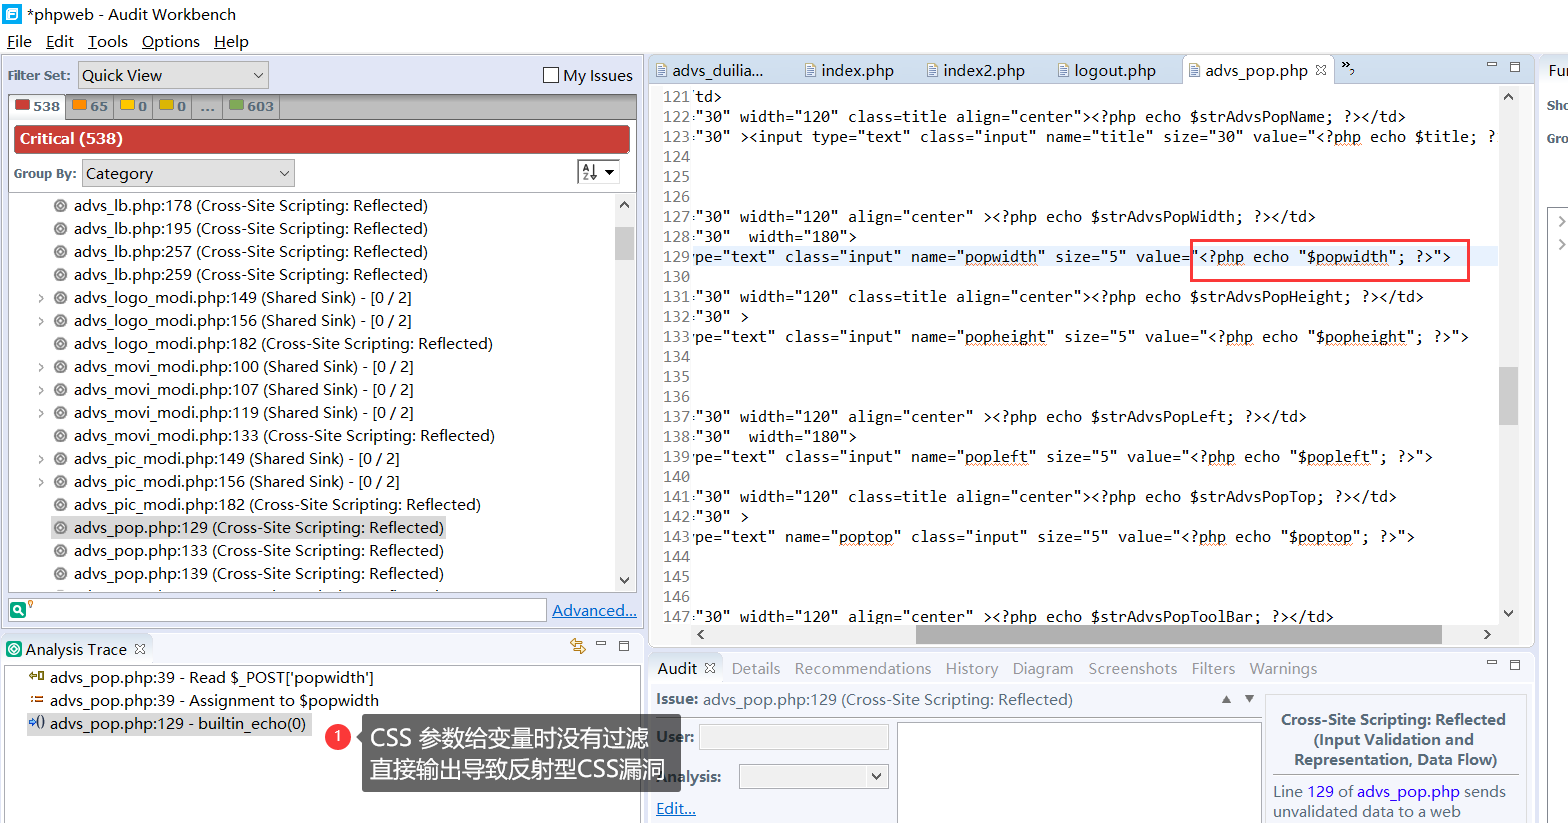 *phpweb - Audit Workbench
File Edit Tools Options Help
Filter Set: Quick View My Issues
538 65 0 0 ... 603
Critical (538)
Group By: Category
advs_lb.php:178 (Cross-Site Scripting: Reflected)
advs_lb.php:195 (Cross-Site Scripting: Reflected)
advs_lb.php:257 (Cross-Site Scripting: Reflected)
advs_lb.php:259 (Cross-Site Scripting: Reflected)
advs_logo_modi.php:149 (Shared Sink) - [0 / 2]
advs_logo_modi.php:156 (Shared Sink) - [0 / 2]
advs_logo_modi.php:182 (Cross-Site Scripting: Reflected)
advs_movi_modi.php:100 (Shared Sink) - [0 / 2]
advs_movi_modi.php:107 (Shared Sink) - [0 / 2]
advs_movi_modi.php:119 (Shared Sink) - [0 / 2]
advs_movi_modi.php:133 (Cross-Site Scripting: Reflected)
advs_pic_modi.php:149 (Shared Sink) - [0 / 2]
advs_pic_modi.php:156 (Shared Sink) - [0 / 2]
advs_pic_modi.php:182 (Cross-Site Scripting: Reflected)
advs_pop.php:129 (Cross-Site Scripting: Reflected)
advs_pop.php:133 (Cross-Site Scripting: Reflected)
advs_pop.php:139 (Cross-Site Scripting: Reflected)
Advanced...
Analysis Trace
advs_pop.php:39 - Read $_POST['popwidth']
advs_pop.php:39 - Assignment to $popwidth
advs_pop.php:129 - builtin_echo(0)
1
CSS 参数给变量时没有过滤
直接输出导致反射型CSS漏洞
advs_duilia... index.php index2.php logout.php advs_pop.php »2
121 td>
122 "30" width="120" class=title align="center"><?php echo $strAdvsPopName; ?></td>
123 "30" ><input type="text" class="input" name="title" size="30" value="<?php echo $title; ?
124
125
126
127 "30" width="120" align="center" ><?php echo $strAdvsPopWidth; ?></td>
128 "30"  width="180">
129 pe="text" class="input" name="popwidth" size="5" value="<?php echo "$popwidth"; ?>">
130
131 "30" width="120" class=title align="center"><?php echo $strAdvsPopHeight; ?></td>
132 "30" >
133 pe="text" class="input" name="popheight" size="5" value="<?php echo "$popheight"; ?>">
134
135
136
137 "30" width="120" align="center" ><?php echo $strAdvsPopLeft; ?></td>
138 "30"  width="180">
139 pe="text" class="input" name="popleft" size="5" value="<?php echo "$popleft"; ?>">
140
141 "30" width="120" class=title align="center"><?php echo $strAdvsPopTop; ?></td>
142 "30" >
143 pe="text" name="poptop" class="input" size="5" value="<?php echo "$poptop"; ?>">
144
145
146
147 "30" width="120" align="center" ><?php echo $strAdvsPopToolBar; ?></td>
Fu
Sho
Gro
Audit Details Recommendations History Diagram Screenshots Filters Warnings
Issue: advs_pop.php:129 (Cross-Site Scripting: Reflected)
User:
Analysis:
Edit...
Cross-Site Scripting: Reflected
(Input Validation and
Representation, Data Flow)
Line 129 of advs_pop.php sends
unvalidated data to a web